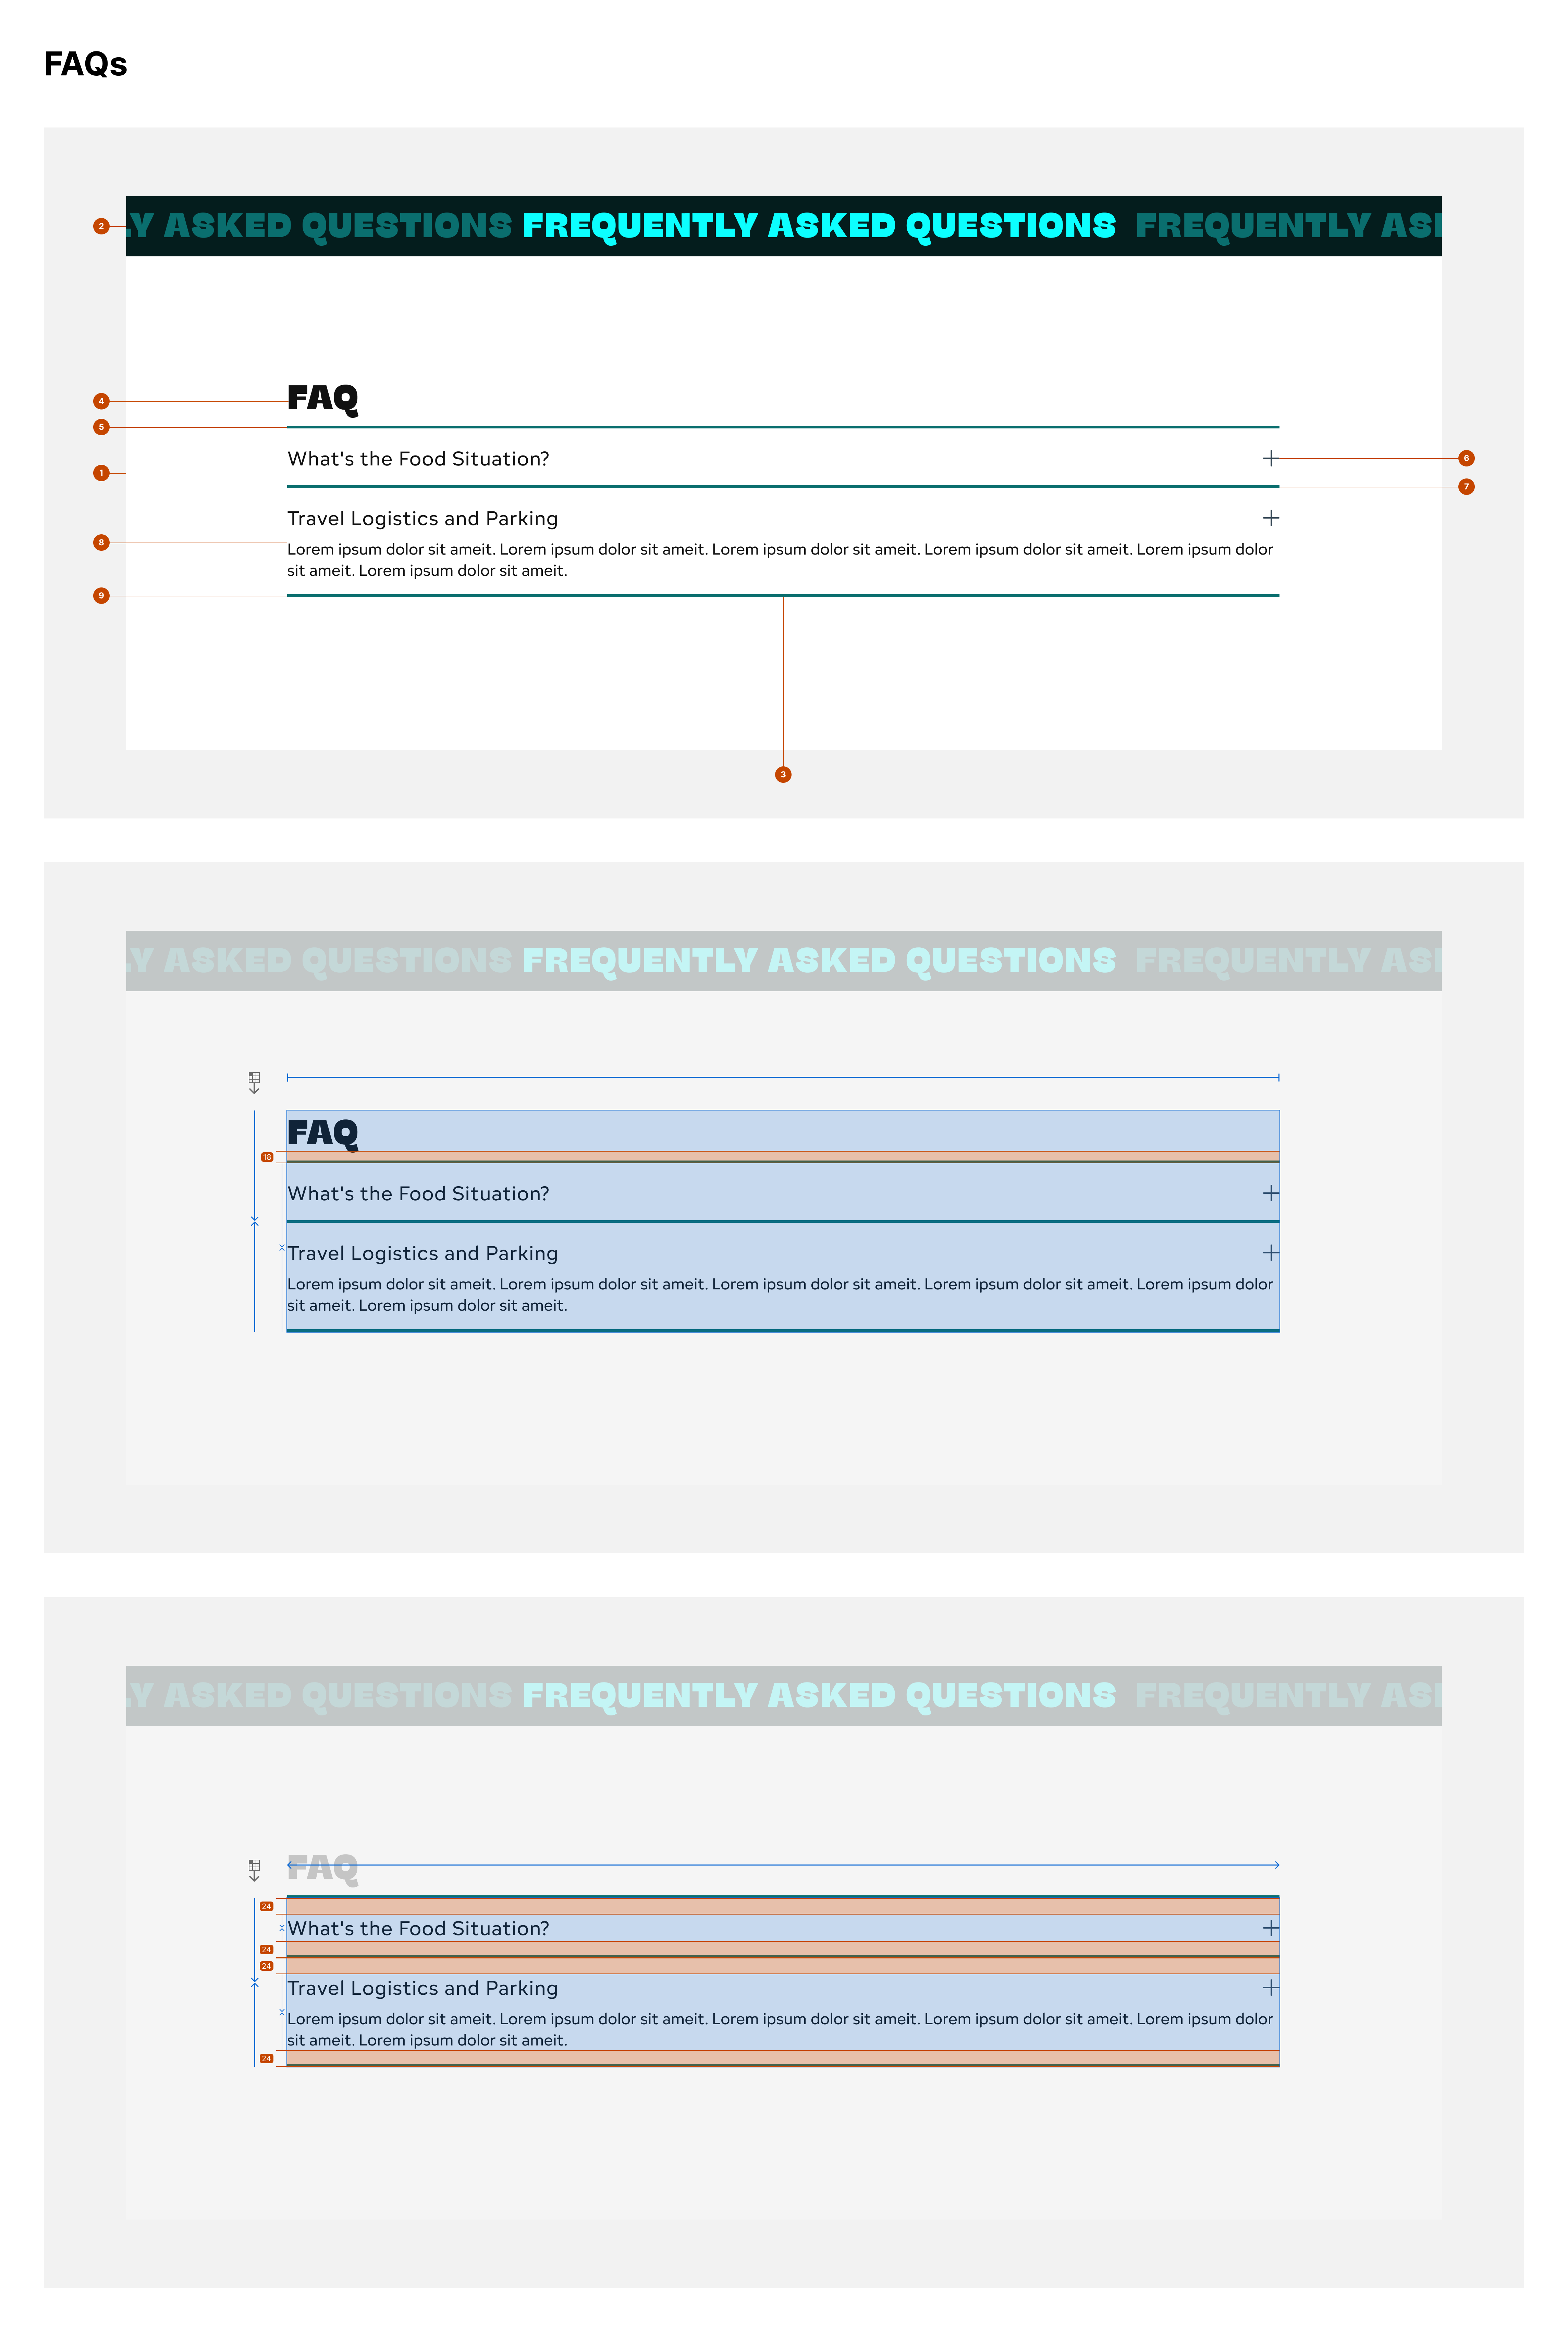 FAQs
2
LY ASKED QUESTIONS FREQUENTLY ASKED QUESTIONS FREQUENTLY ASK
4
FAQ
5
What's the Food Situation?
6
1
7
Travel Logistics and Parking
8
Lorem ipsum dolor sit ameit. Lorem ipsum dolor sit ameit. Lorem ipsum dolor sit ameit. Lorem ipsum dolor sit ameit. Lorem ipsum dolor
sit ameit. Lorem ipsum dolor sit ameit.
9
3
LY ASKED QUESTIONS FREQUENTLY ASKED QUESTIONS FREQUENTLY ASK
FAQ
18
What's the Food Situation?
Travel Logistics and Parking
Lorem ipsum dolor sit ameit. Lorem ipsum dolor sit ameit. Lorem ipsum dolor sit ameit. Lorem ipsum dolor sit ameit. Lorem ipsum dolor
sit ameit. Lorem ipsum dolor sit ameit.
LY ASKED QUESTIONS FREQUENTLY ASKED QUESTIONS FREQUENTLY ASK
FAQ
24
What's the Food Situation?
24
24
Travel Logistics and Parking
Lorem ipsum dolor sit ameit. Lorem ipsum dolor sit ameit. Lorem ipsum dolor sit ameit. Lorem ipsum dolor sit ameit. Lorem ipsum dolor
sit ameit. Lorem ipsum dolor sit ameit.
24